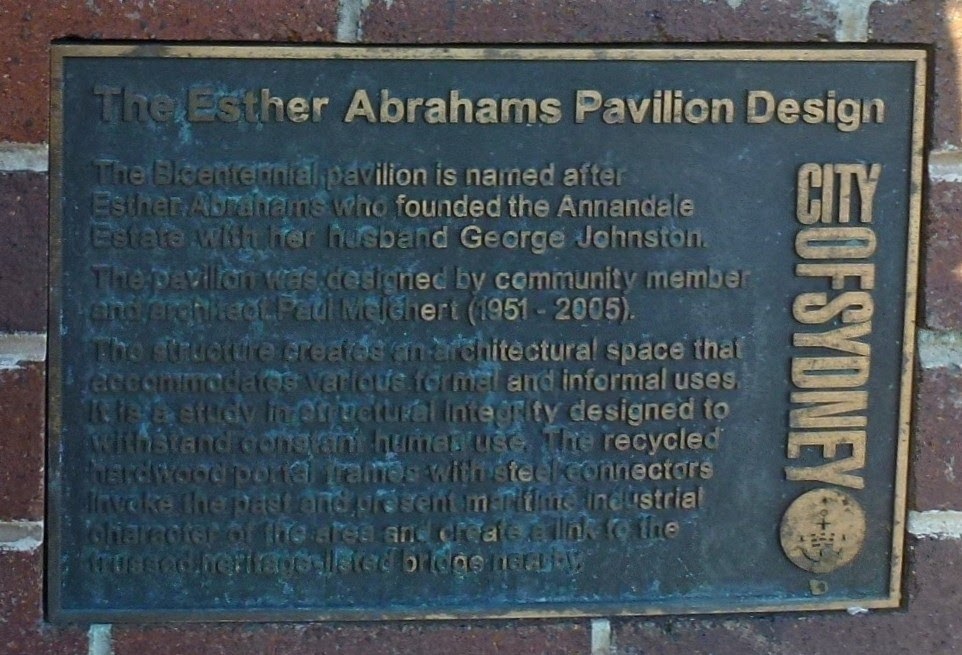 The Esther Abrahams Pavilion Design
The Bicentennial pavilion is named after
Esther Abrahams who founded the Annandale
Estate with her husband George Johnston.
The pavilion was designed by community member
and architect Paul Melchert (1951 - 2005).
The structure creates an architectural space that
accommodates various formal and informal uses.
It is a study in structural integrity designed to
withstand constant human use. The recycled
hardwood portal frames with steel connectors
invoke the past and present maritime industrial
character of the area and create a link to the
trussed heritage-listed bridge nearby.
CITY OF SYDNEY